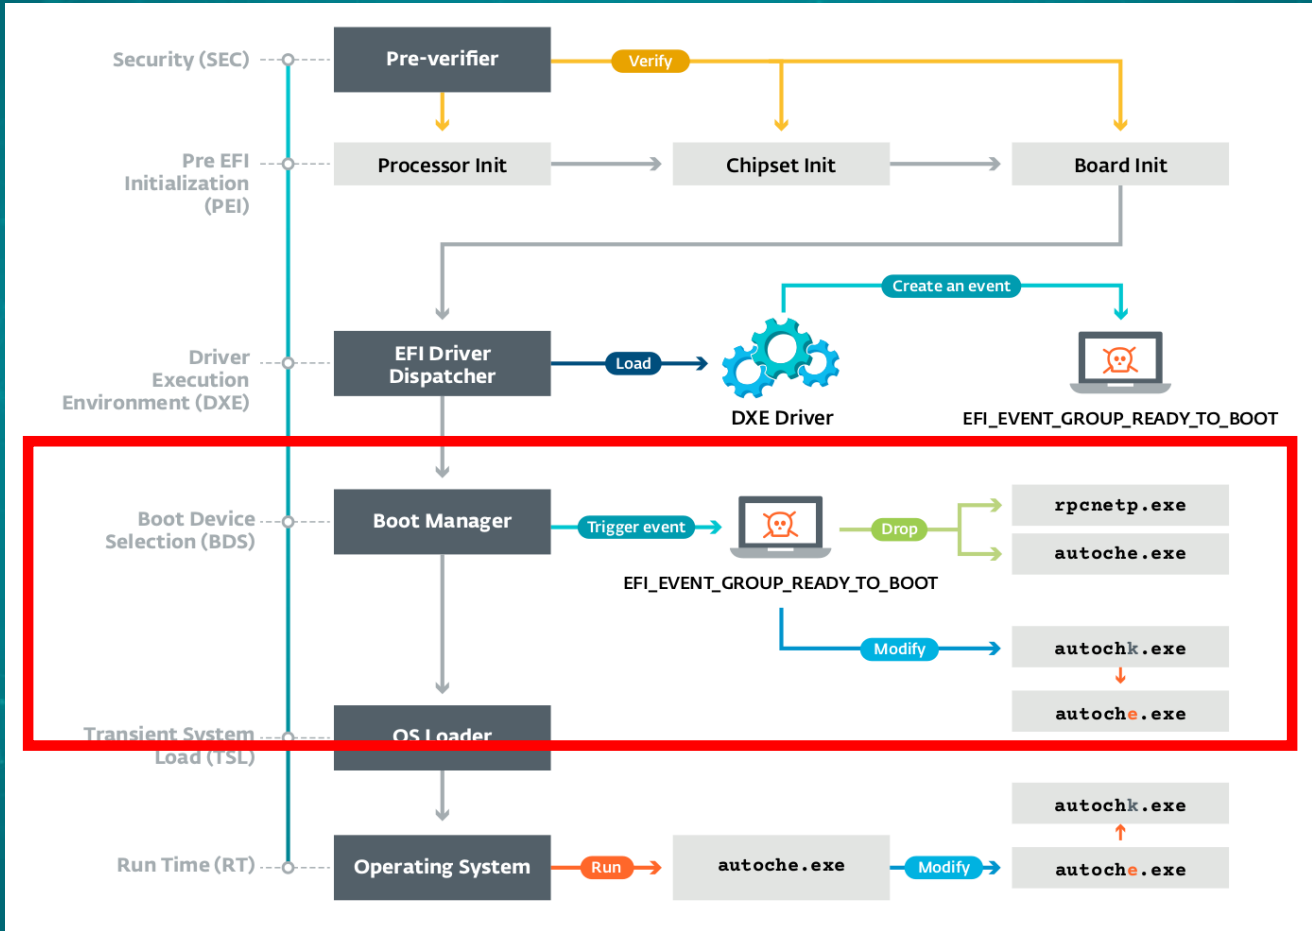 Security (SEC)
Pre-verifier
Verify
Pre EFI
Initialization
(PEI)
Processor Init
Chipset Init
Board Init
Create an event
Driver
Execution
Environment (DXE)
EFI Driver
Dispatcher
Load
DXE Driver
EFI_EVENT_GROUP_READY_TO_BOOT
Boot Device
Selection (BDS)
Boot Manager
Trigger event
EFI_EVENT_GROUP_READY_TO_BOOT
Drop
rpcnetp.exe
autoche.exe
Modify
autochk.exe
autoche.exe
Transient System
Load (TSL)
OS Loader
Run Time (RT)
Operating System
Run
autoche.exe
Modify
autochk.exe
autoche.exe